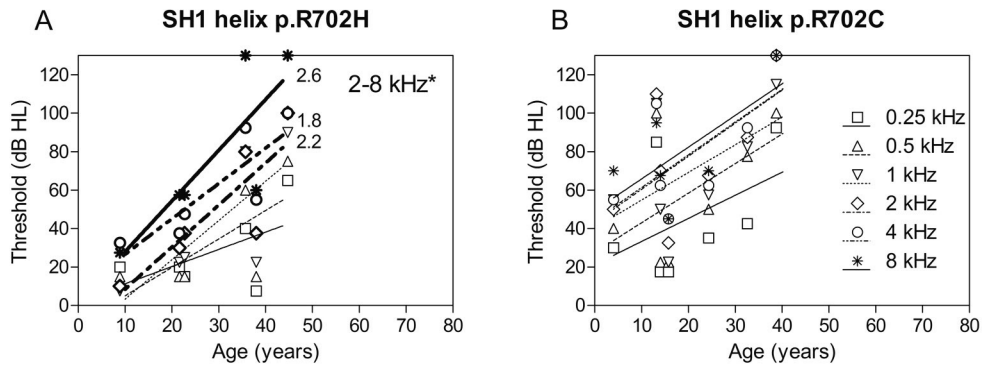 A SH1 helix p.R702H
Threshold (dB HL)
120
100
80
60
40
20
0
2-8 kHz*
2.6
1.8
2.2
0 10 20 30 40 50 60 70 80
Age (years)
B SH1 helix p.R702C
Threshold (dB HL)
120
100
80
60
40
20
0
0 10 20 30 40 50 60 70 80
Age (years)
0.25 kHz
0.5 kHz
1 kHz
2 kHz
4 kHz
8 kHz